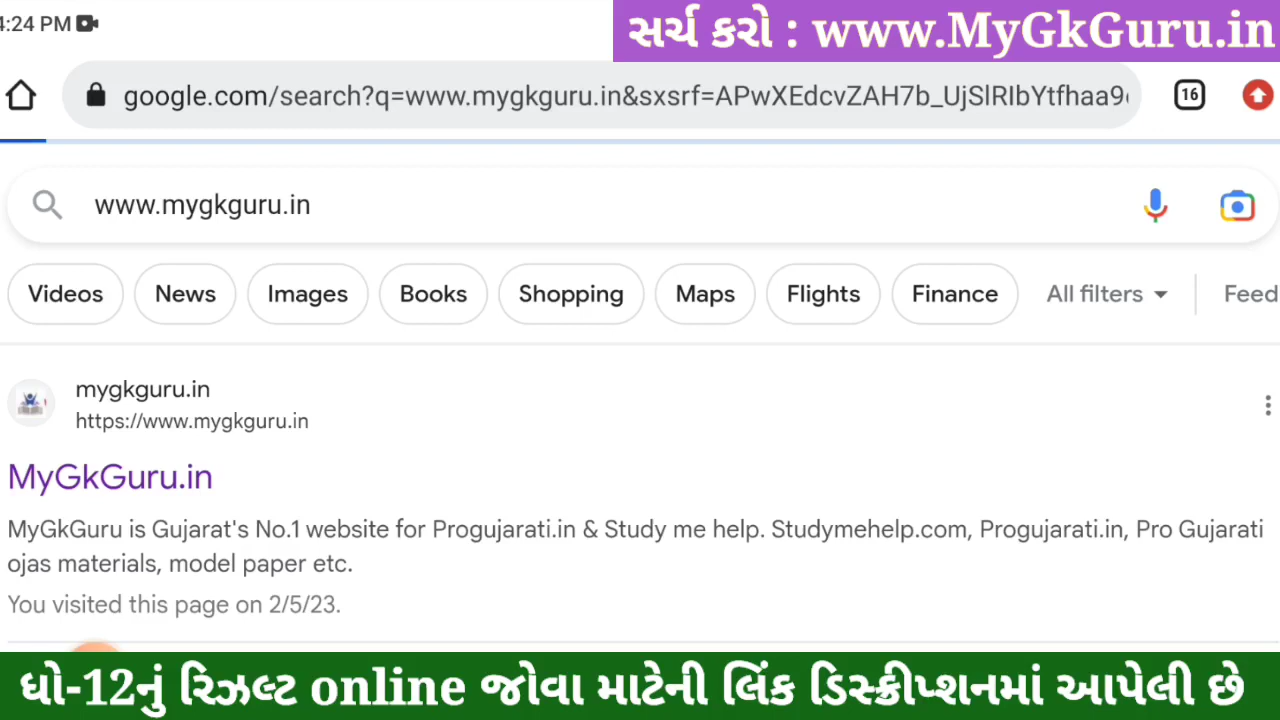 4:24 PM
સર્ચ કરો : www.MyGkGuru.in
google.com/search?q=www.mygkguru.in&sxsrf=APwXEdcvZAH7b_UjSlRIbYtfhaa9
16
www.mygkguru.in
Videos News Images Books Shopping Maps Flights Finance All filters Feed
mygkguru.in
https://www.mygkguru.in
MyGkGuru.in
MyGkGuru is Gujarat's No.1 website for Progujarati.in & Study me help. Studymehelp.com, Progujarati.in, Pro Gujarati
ojas materials, model paper etc.
You visited this page on 2/5/23.
ધો-12નું રિઝલ્ટ online જોવા માટેની લિંક ડિસ્ક્રીપ્શનમાં આપેલી છે